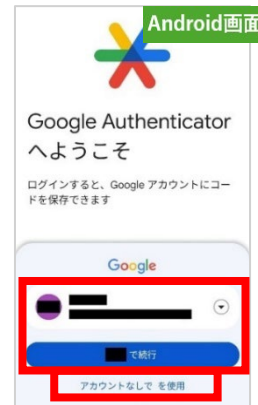 Android画面
Google Authenticator
へようこそ
ログインすると、Google アカウントにコー
ドを保存できます
Google
で続行
アカウントなしで を使用